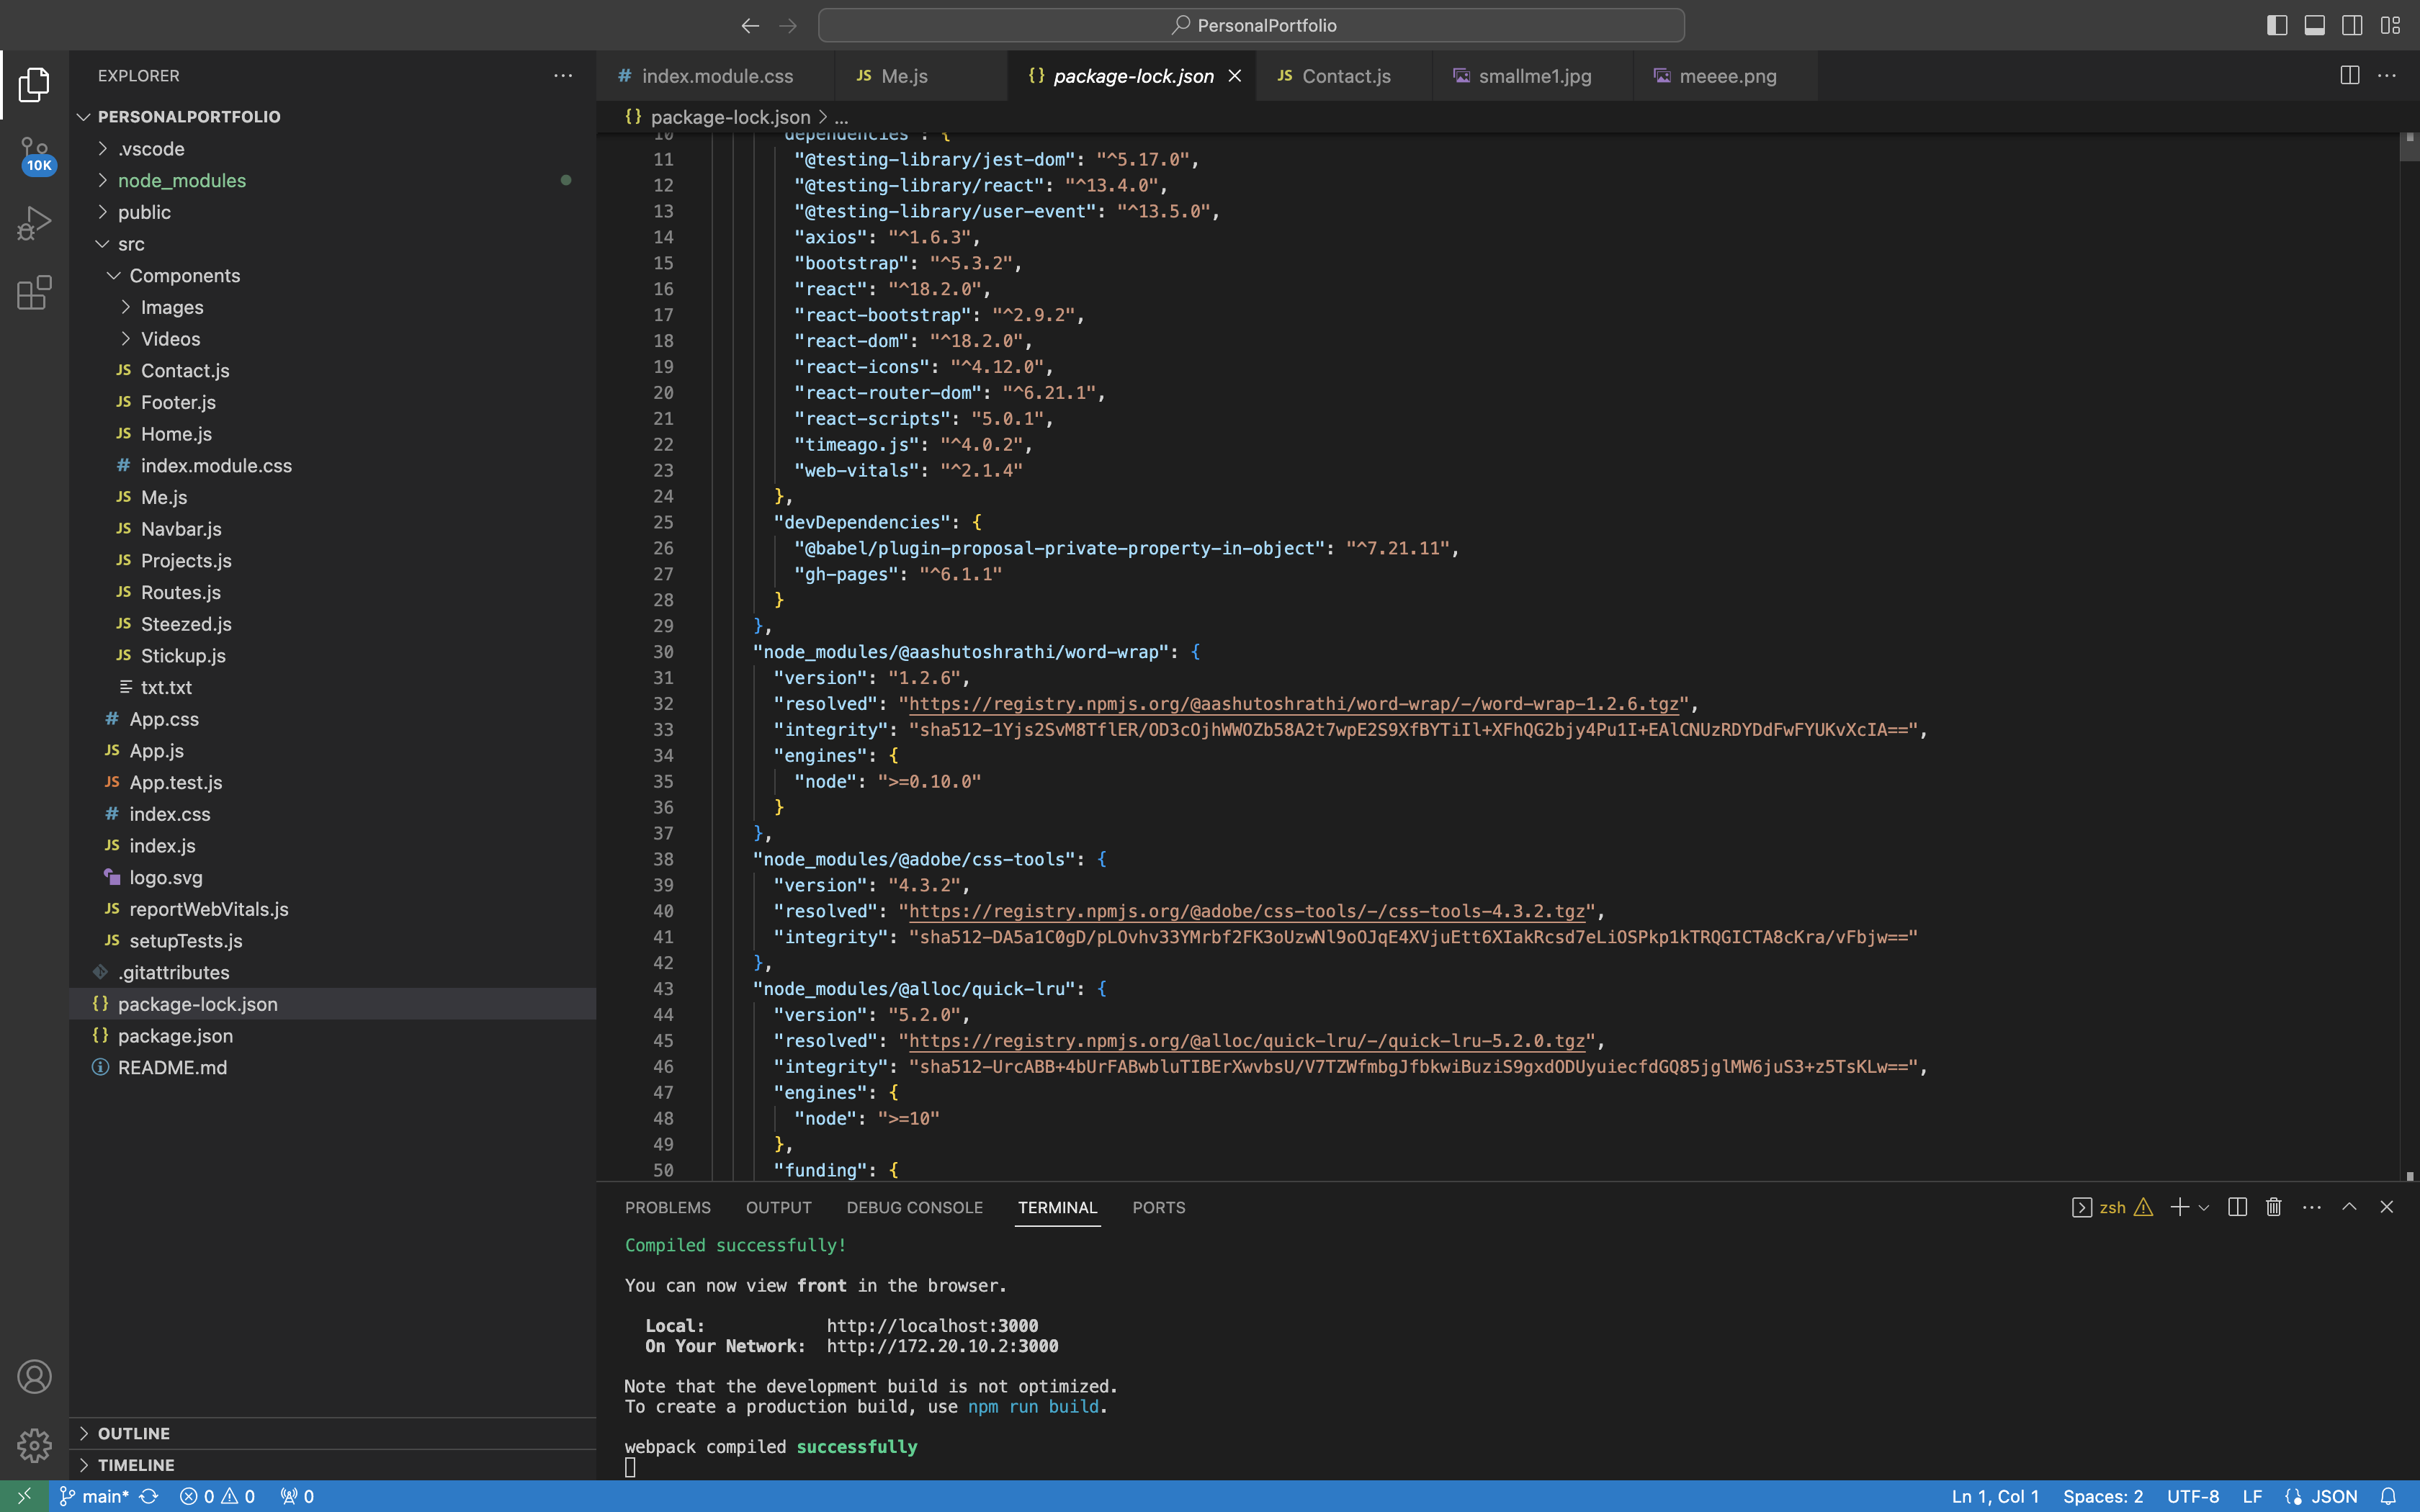 PersonalPortfolio
EXPLORER
PERSONALPORTFOLIO
.vscode
node_modules
public
src
Components
Images
Videos
JS Contact.js
JS Footer.js
JS Home.js
# index.module.css
JS Me.js
JS Navbar.js
JS Projects.js
JS Routes.js
JS Steezed.js
JS Stickup.js
txt.txt
# App.css
JS App.js
JS App.test.js
# index.css
JS index.js
logo.svg
JS reportWebVitals.js
JS setupTests.js
.gitattributes
{} package-lock.json
{} package.json
README.md
OUTLINE
TIMELINE
10K
# index.module.css
JS Me.js
{} package-lock.json
JS Contact.js
smallme1.jpg
meeee.png
{} package-lock.json > ...
10 "dependencies": {
11 "@testing-library/jest-dom": "^5.17.0",
12 "@testing-library/react": "^13.4.0",
13 "@testing-library/user-event": "^13.5.0",
14 "axios": "^1.6.3",
15 "bootstrap": "^5.3.2",
16 "react": "^18.2.0",
17 "react-bootstrap": "^2.9.2",
18 "react-dom": "^18.2.0",
19 "react-icons": "^4.12.0",
20 "react-router-dom": "^6.21.1",
21 "react-scripts": "5.0.1",
22 "timeago.js": "^4.0.2",
23 "web-vitals": "^2.1.4"
24 },
25 "devDependencies": {
26 "@babel/plugin-proposal-private-property-in-object": "^7.21.11",
27 "gh-pages": "^6.1.1"
28 }
29 },
30 "node_modules/@aashutoshrathi/word-wrap": {
31 "version": "1.2.6",
32 "resolved": "https://registry.npmjs.org/@aashutoshrathi/word-wrap/-/word-wrap-1.2.6.tgz",
33 "integrity": "sha512-1Yjs2SvM8TflER/OD3cOjhWWOZb58A2t7wpE2S9XfBYTiIl+XFhQG2bjy4Pu1I+EAlCNUzRDYDdFwFYUKvXcIA==",
34 "engines": {
35 "node": ">=0.10.0"
36 }
37 },
38 "node_modules/@adobe/css-tools": {
39 "version": "4.3.2",
40 "resolved": "https://registry.npmjs.org/@adobe/css-tools/-/css-tools-4.3.2.tgz",
41 "integrity": "sha512-DA5a1C0gD/pLOvhv33YMrbf2FK3oUzwNl9oOJqE4XVjuEtt6XIakRcsd7eLiOSPkp1kTRQGICTA8cKra/vFbjw=="
42 },
43 "node_modules/@alloc/quick-lru": {
44 "version": "5.2.0",
45 "resolved": "https://registry.npmjs.org/@alloc/quick-lru/-/quick-lru-5.2.0.tgz",
46 "integrity": "sha512-UrcABB+4bUrFABwbluTIBErXwvbsU/V7TZWfmbgJfbkwiBuziS9gxdODUyuiecfdGQ85jglMW6juS3+z5TsKLw==",
47 "engines": {
48 "node": ">=10"
49 },
50 "funding": {
PROBLEMS OUTPUT DEBUG CONSOLE TERMINAL PORTS
zsh
Compiled successfully!
You can now view front in the browser.
Local: http://localhost:3000
On Your Network: http://172.20.10.2:3000
Note that the development build is not optimized.
To create a production build, use npm run build.
webpack compiled successfully
main* 0 0 0
Ln 1, Col 1 Spaces: 2 UTF-8 LF {} JSON